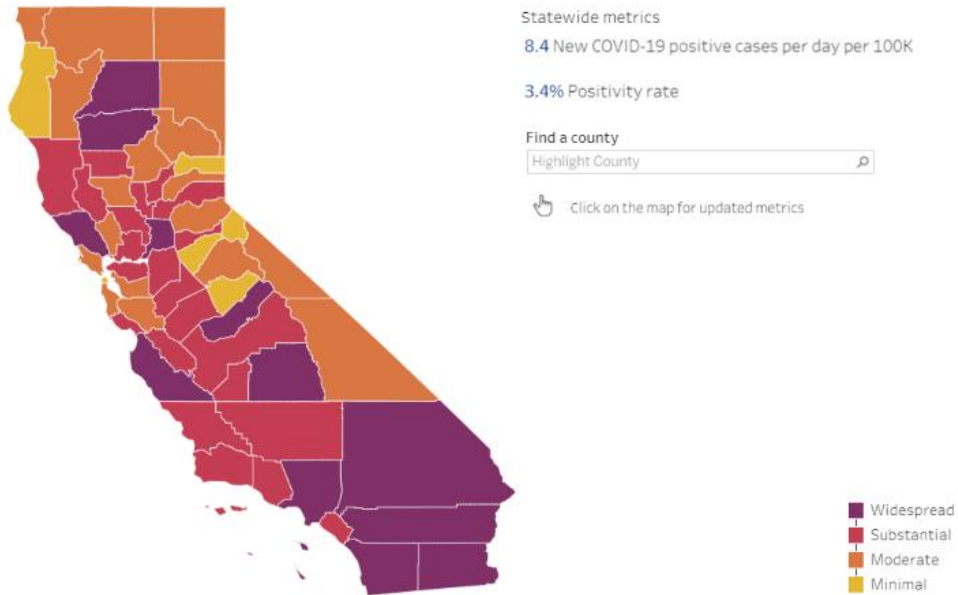 Statewide metrics
8.4 New COVID-19 positive cases per day per 100K
3.4% Positivity rate
Find a county
Highlight County
Click on the map for updated metrics
Widespread
Substantial
Moderate
Minimal